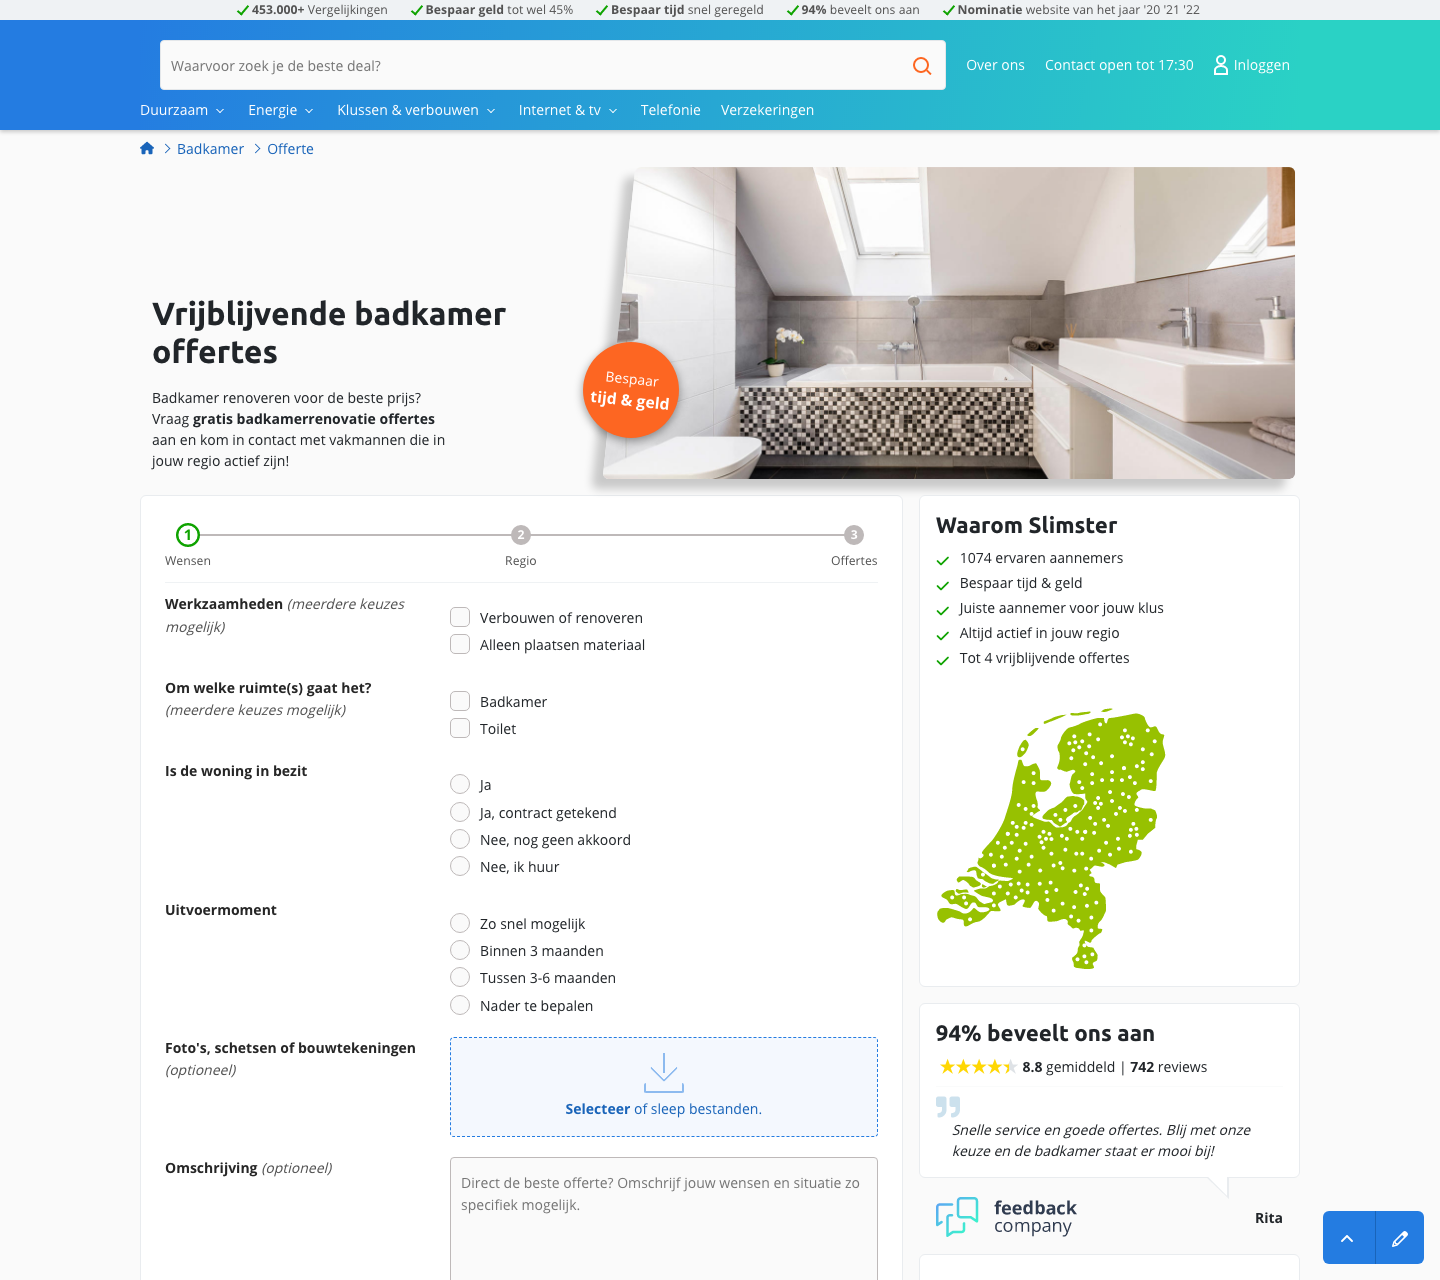 453.000+ Vergelijkingen Bespaar geld tot wel 45% Bespaar tijd snel geregeld 94% beveelt ons aan Nominatie website van het jaar '20 '21 '22
Waarvoor zoek je de beste deal?
Over ons Contact open tot 17:30 Inloggen
Duurzaam Energie Klussen & verbouwen Internet & tv Telefonie Verzekeringen
Badkamer Offerte
Vrijblijvende badkamer
offertes
Badkamer renoveren voor de beste prijs?
Vraag gratis badkamerrenovatie offertes
aan en kom in contact met vakmannen die in
jouw regio actief zijn!
Bespaar
tijd & geld
1 2 3
Wensen Regio Offertes
Werkzaamheden (meerdere keuzes
mogelijk)
Verbouwen of renoveren
Alleen plaatsen materiaal
Om welke ruimte(s) gaat het?
(meerdere keuzes mogelijk)
Badkamer
Toilet
Is de woning in bezit
Ja
Ja, contract getekend
Nee, nog geen akkoord
Nee, ik huur
Uitvoermoment
Zo snel mogelijk
Binnen 3 maanden
Tussen 3-6 maanden
Nader te bepalen
Foto's, schetsen of bouwtekeningen
(optioneel)
Selecteer of sleep bestanden.
Omschrijving (optioneel)
Direct de beste offerte? Omschrijf jouw wensen en situatie zo
specifiek mogelijk.
Waarom Slimster
1074 ervaren aannemers
Bespaar tijd & geld
Juiste aannemer voor jouw klus
Altijd actief in jouw regio
Tot 4 vrijblijvende offertes
94% beveelt ons aan
8.8 gemiddeld | 742 reviews
Snelle service en goede offertes. Blij met onze
keuze en de badkamer staat er mooi bij!
feedback
company
Rita